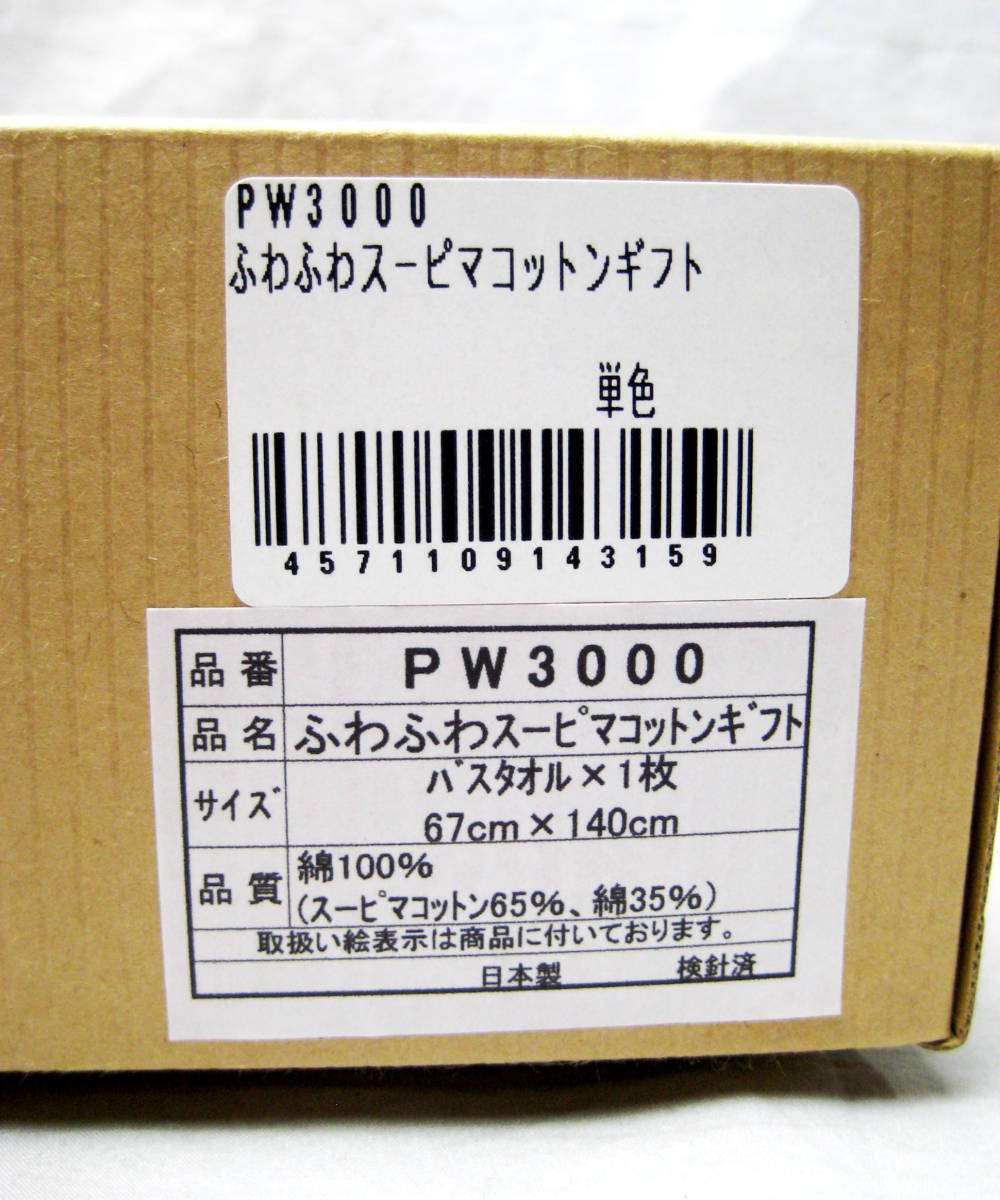 PW3000
ふわふわスーピマコットンギフト
単色
4571109143159
品番 PW3000
品名 ふわふわスーピマコットンギフト
サイズ バスタオル×1枚
67cm×140cm
品質 綿100%
(スーピマコットン65%、綿35%)
取扱い絵表示は商品に付いております。
日本製 検針済